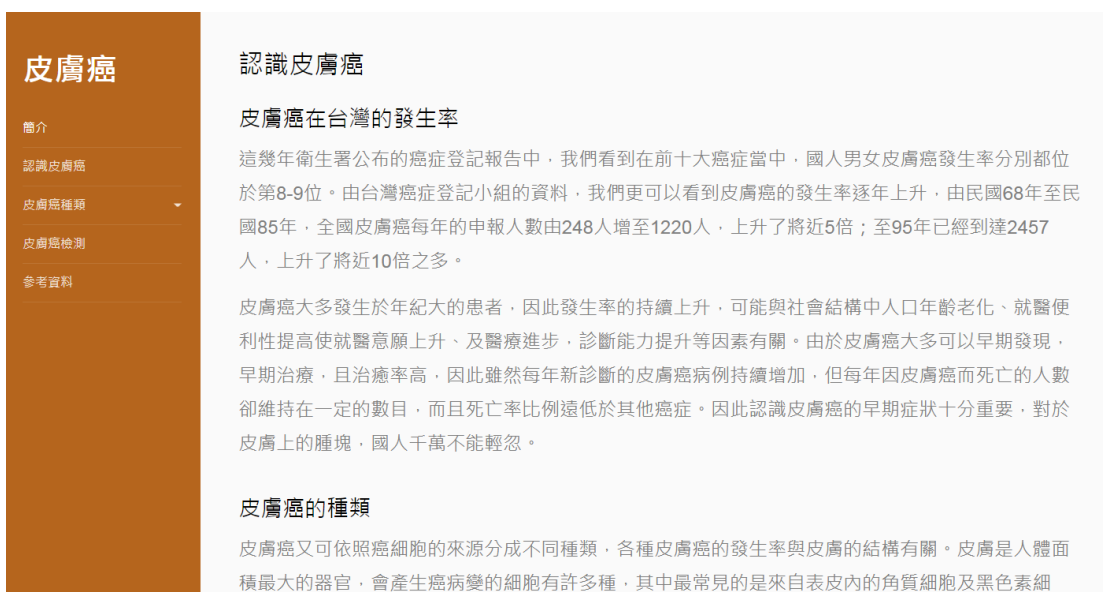 皮膚癌
簡介
認識皮膚癌
皮膚癌種類
皮膚癌檢測
參考資料
認識皮膚癌
皮膚癌在台灣的發生率
這幾年衛生署公布的癌症登記報告中，我們看到在前十大癌症當中，國人男女皮膚癌發生率分別都位
於第8-9位。由台灣癌症登記小組的資料，我們更可以看到皮膚癌的發生率逐年上升，由民國68年至民
國85年，全國皮膚癌每年的申報人數由248人增至1220人，上升了將近5倍；至95年已經到達2457
人，上升了將近10倍之多。
皮膚癌大多發生於年紀大的患者，因此發生率的持續上升，可能與社會結構中人口年齡老化、就醫便
利性提高使就醫意願上升、及醫療進步，診斷能力提升等因素有關。由於皮膚癌大多可以早期發現，
早期治療，且治癒率高，因此雖然每年新診斷的皮膚癌病例持續增加，但每年因皮膚癌而死亡的人數
卻維持在一定的數目，而且死亡率比例遠低於其他癌症。因此認識皮膚癌的早期症狀十分重要，對於
皮膚上的腫塊，國人千萬不能輕忽。
皮膚癌的種類
皮膚癌又可依照癌細胞的來源分成不同種類，各種皮膚癌的發生率與皮膚的結構有關。皮膚是人體面
積最大的器官，會產生癌病變的細胞有許多種，其中最常見的是來自表皮內的角質細胞及黑色素細